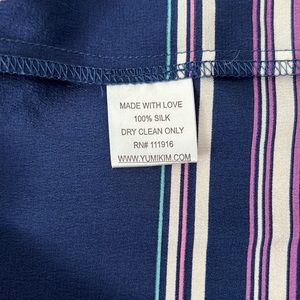 MADE WITH LOVE
100% SILK
DRY CLEAN ONLY
RN# 111916
WWW.YUMIKIM.COM